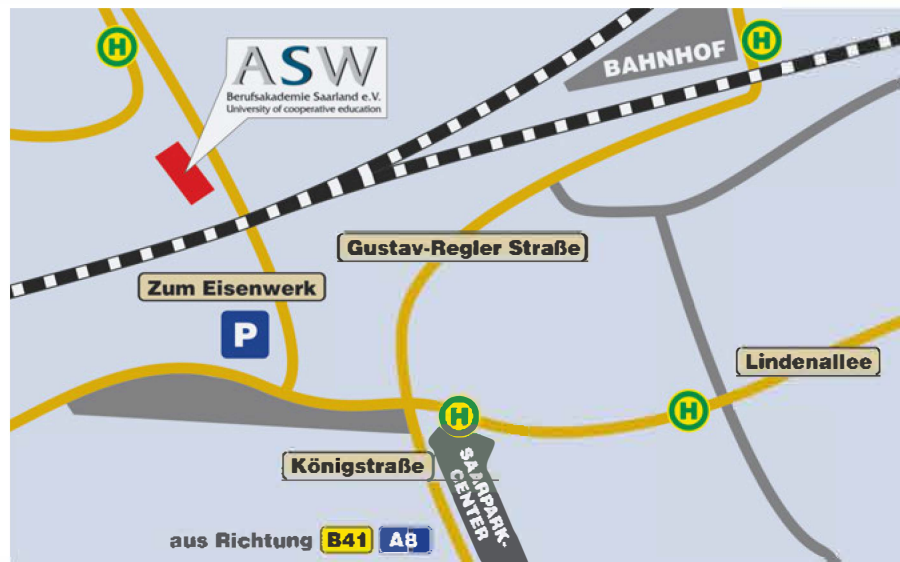 H
H
ASW
Berufsakademie Saarland e.V.
University of cooperative education
BAHNHOF
Gustav-Regler Straße
Zum Eisenwerk
P
Lindenallee
H
H
Königstraße
SAARPARK-
CENTER
aus Richtung B41 A8